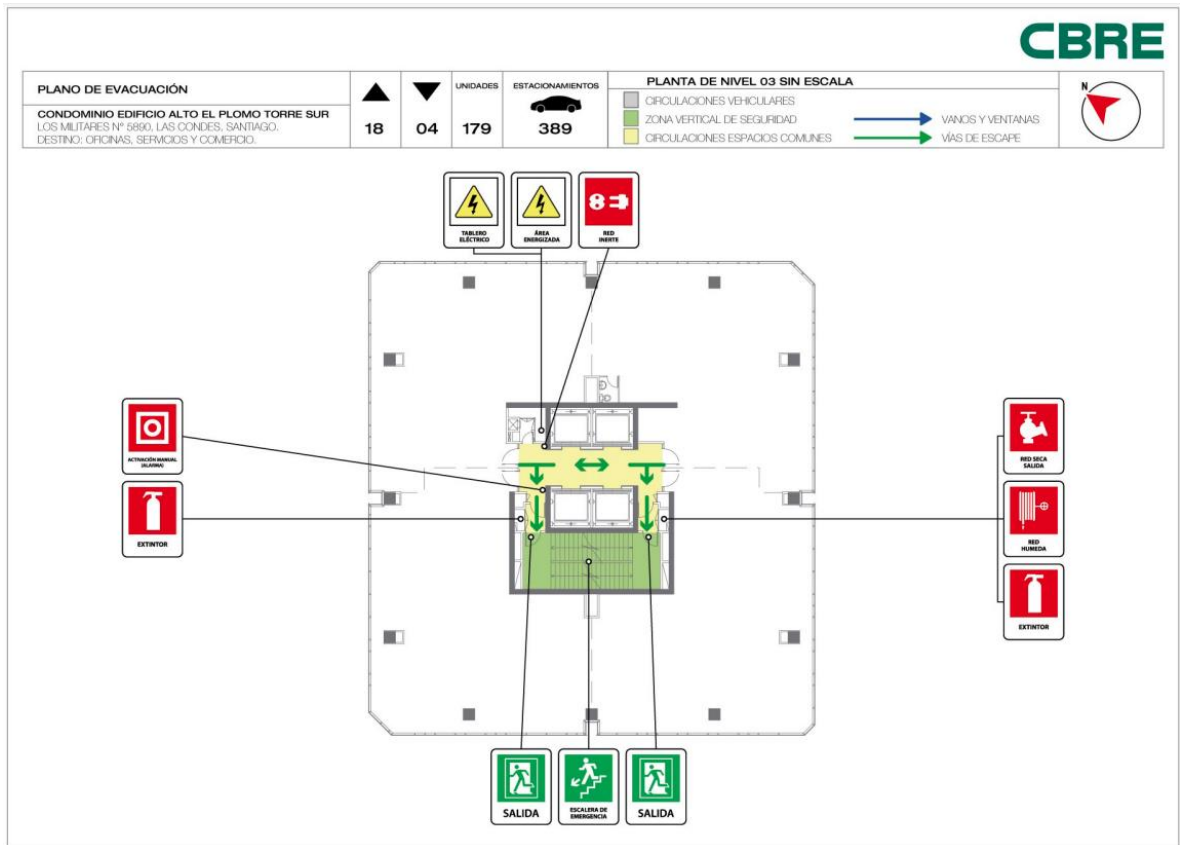 CBRE
PLANO DE EVACUACIÓN
CONDOMINIO EDIFICIO ALTO EL PLOMO TORRE SUR
LOS MILITARES N° 5890, LAS CONDES, SANTIAGO.
DESTINO: OFICINAS, SERVICIOS Y COMERCIO.
18
04
UNIDADES
179
ESTACIONAMIENTOS
389
PLANTA DE NIVEL 03 SIN ESCALA
CIRCULACIONES VEHICULARES
ZONA VERTICAL DE SEGURIDAD
CIRCULACIONES ESPACIOS COMUNES
VANOS Y VENTANAS
VÍAS DE ESCAPE
N
TABLERO
ELÉCTRICO
ÁREA
ENERGIZADA
RED
INERTE
ACTIVACIÓN MANUAL
(ALARMA)
EXTINTOR
RED SECA
SALIDA
RED
HUMEDA
EXTINTOR
SALIDA
ESCALERA DE
EMERGENCIA
SALIDA